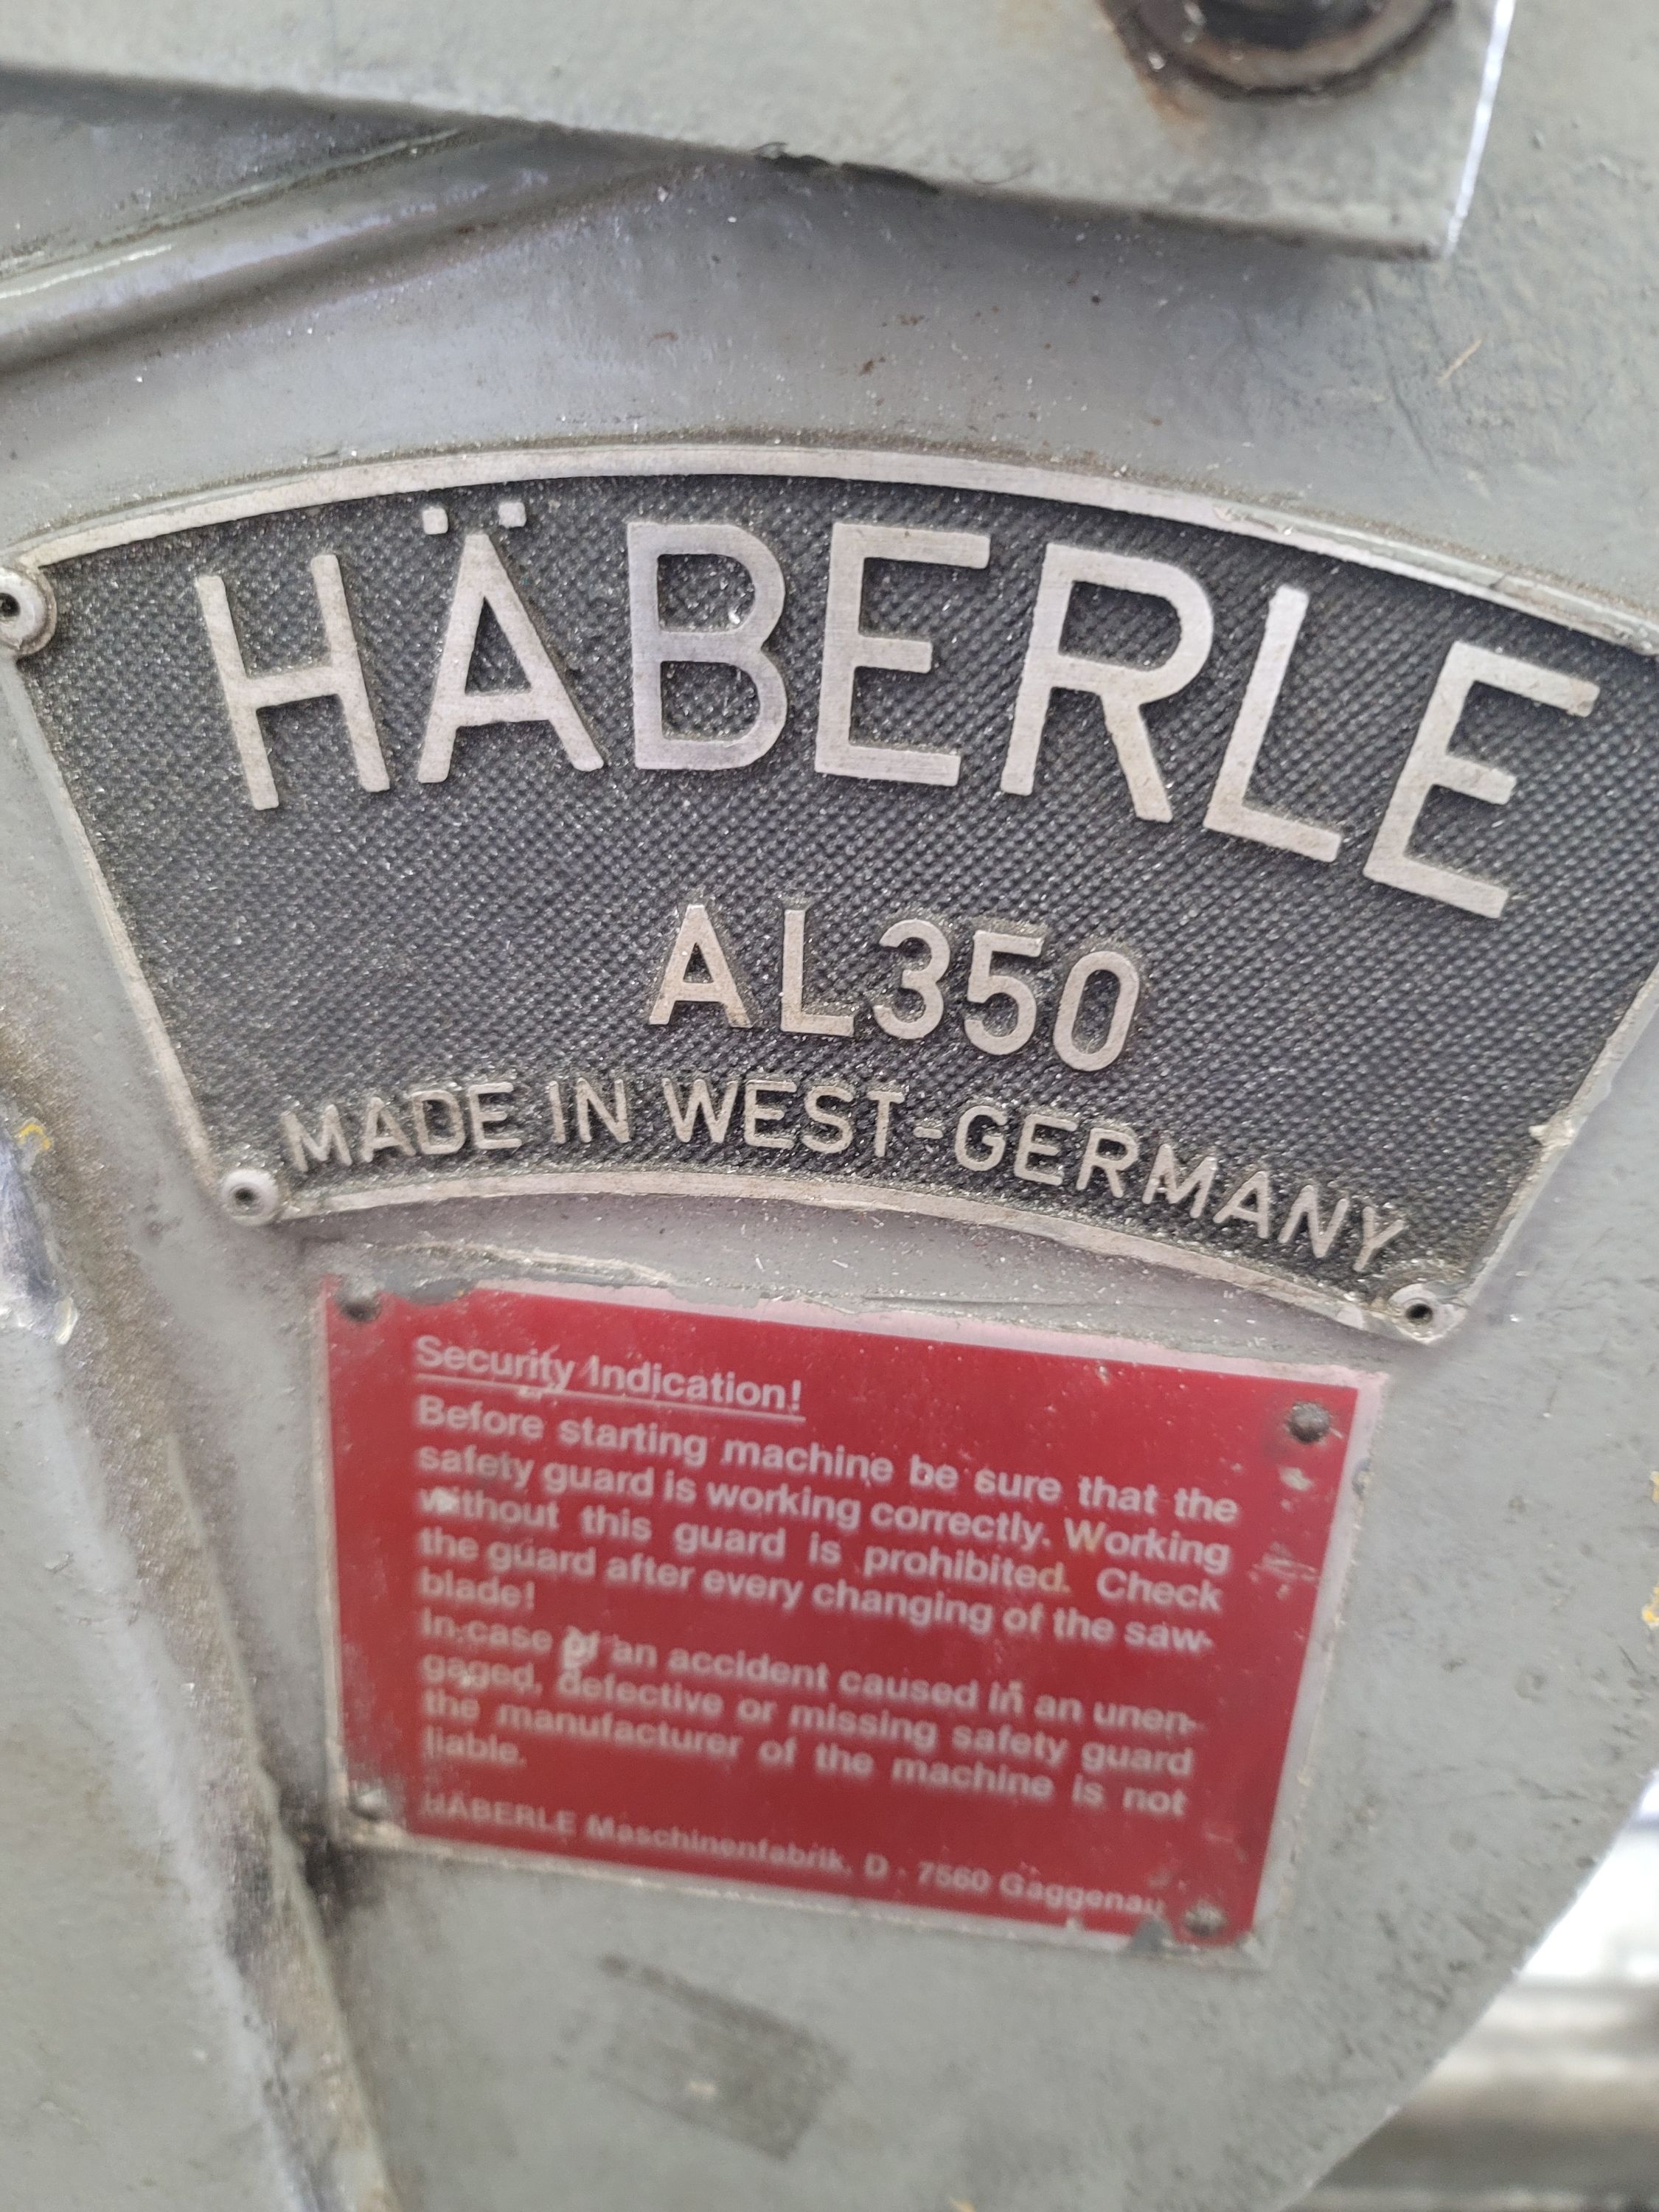 HÄBERLE
AL350
MADE IN WEST-GERMANY
Security Indication!
Before starting machine be sure that the
safety guard is working correctly. Working
without this guard is prohibited. Check
the guard after every changing of the saw-
blade!
In case of an accident caused in an unen-
gaged, defective or missing safety guard
the manufacturer of the machine is not
liable.
HÄBERLE Maschinenfabrik, D - 7560 Gaggenau